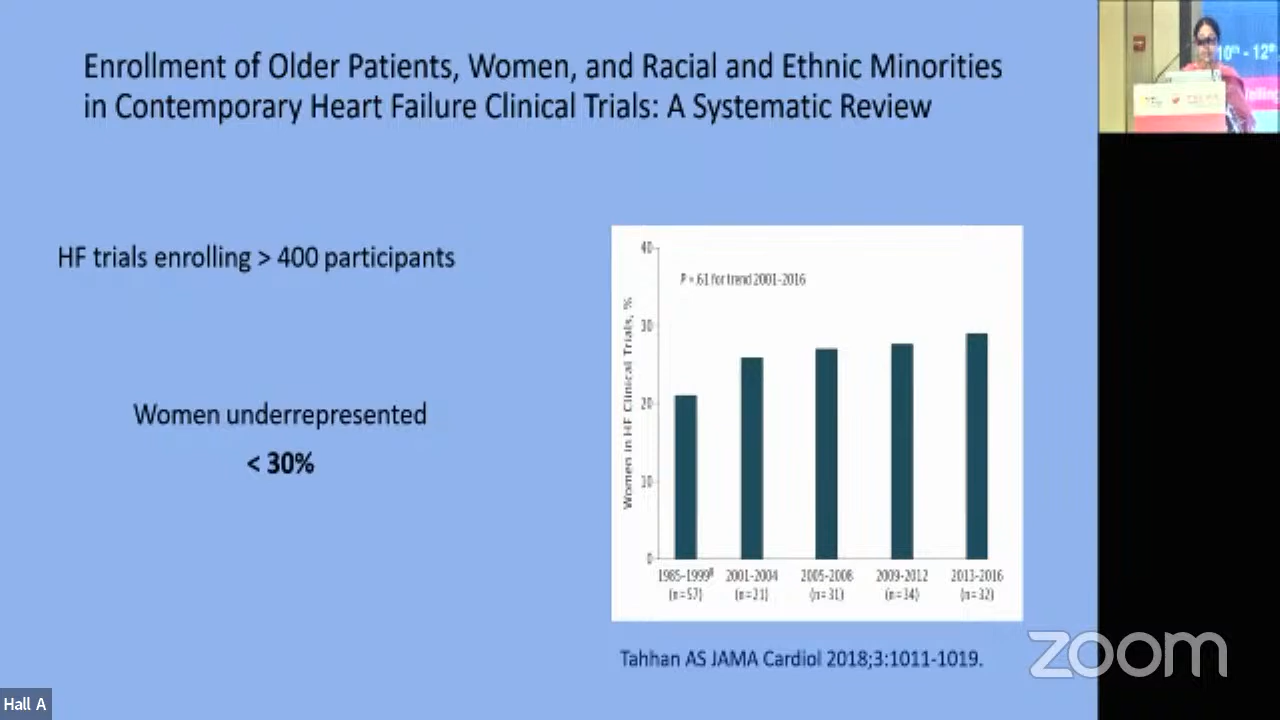 Enrollment of Older Patients, Women, and Racial and Ethnic Minorities
in Contemporary Heart Failure Clinical Trials: A Systematic Review
10th - 12th
HF trials enrolling > 400 participants
Women underrepresented
< 30%
Women in HF Clinical Trials, %
40
30
20
10
0
P = .61 for trend 2001-2016
1985-1999 2001-2004 2005-2008 2009-2012 2013-2016
(n=57) (n=21) (n=31) (n=34) (n=32)
Tahhan AS JAMA Cardiol 2018;3:1011-1019.
zoom
Hall A